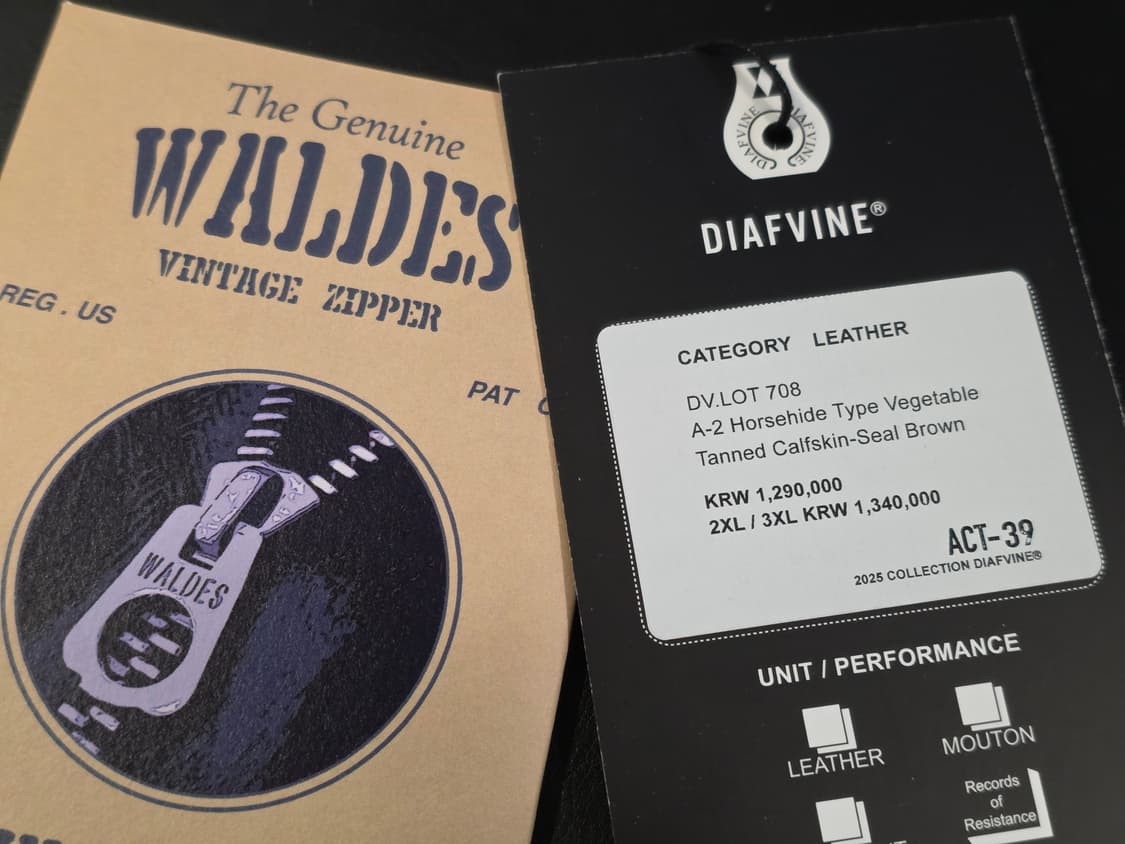 The Genuine
WALDES
VINTAGE ZIPPER
REG. US
PAT
WALDES
DIAFVINE DIAFVINE DIAFVINE
DIAFVINE®
CATEGORY LEATHER
DV.LOT 708
A-2 Horsehide Type Vegetable
Tanned Calfskin-Seal Brown
KRW 1,290,000
2XL / 3XL KRW 1,340,000
ACT-39
2025 COLLECTION DIAFVINE®
UNIT / PERFORMANCE
LEATHER
MOUTON
Records
of
Resistance